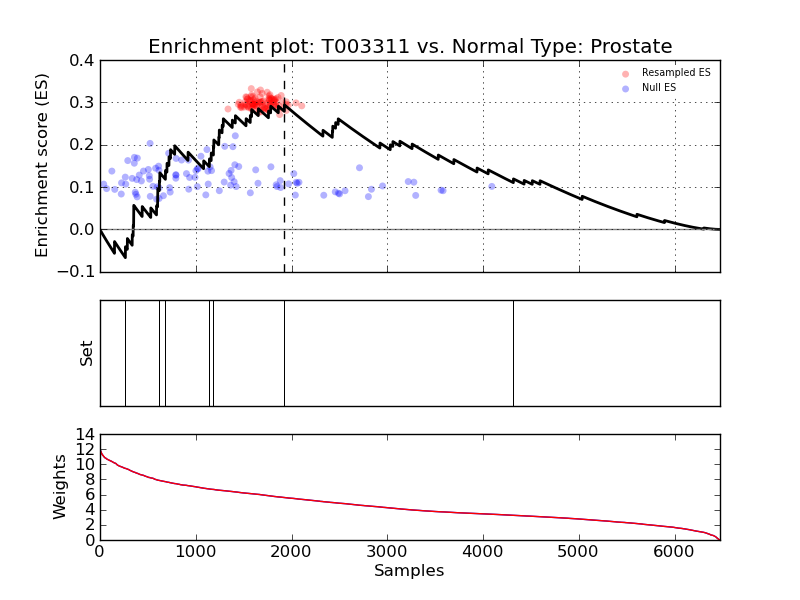 Enrichment plot: T003311 vs. Normal Type: Prostate
Enrichment score (ES)
0.4
0.3
0.2
0.1
0.0
−0.1
Resampled ES
Null ES
Set
Weights
14
12
10
8
6
4
2
0
0 1000 2000 3000 4000 5000 6000
Samples